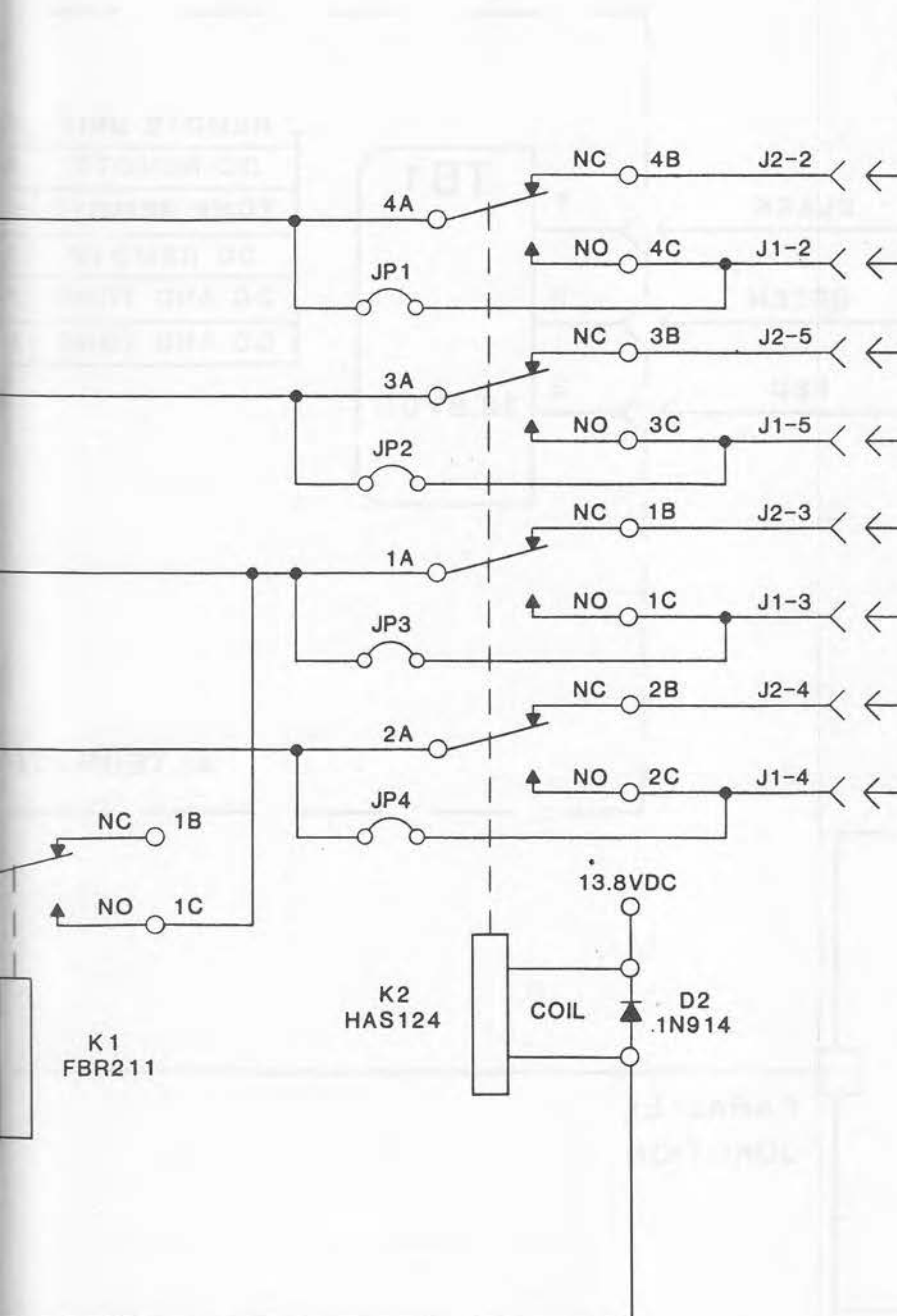 NC 4B J2-2
4A
NO 4C J1-2
JP1
NC 3B J2-5
3A
NO 3C J1-5
JP2
NC 1B J2-3
1A
NO 1C J1-3
JP3
NC 2B J2-4
2A
NO 2C J1-4
JP4
NC 1B
13.8VDC
NO 1C
K2
HAS124
COIL
D2
1N914
K1
FBR211